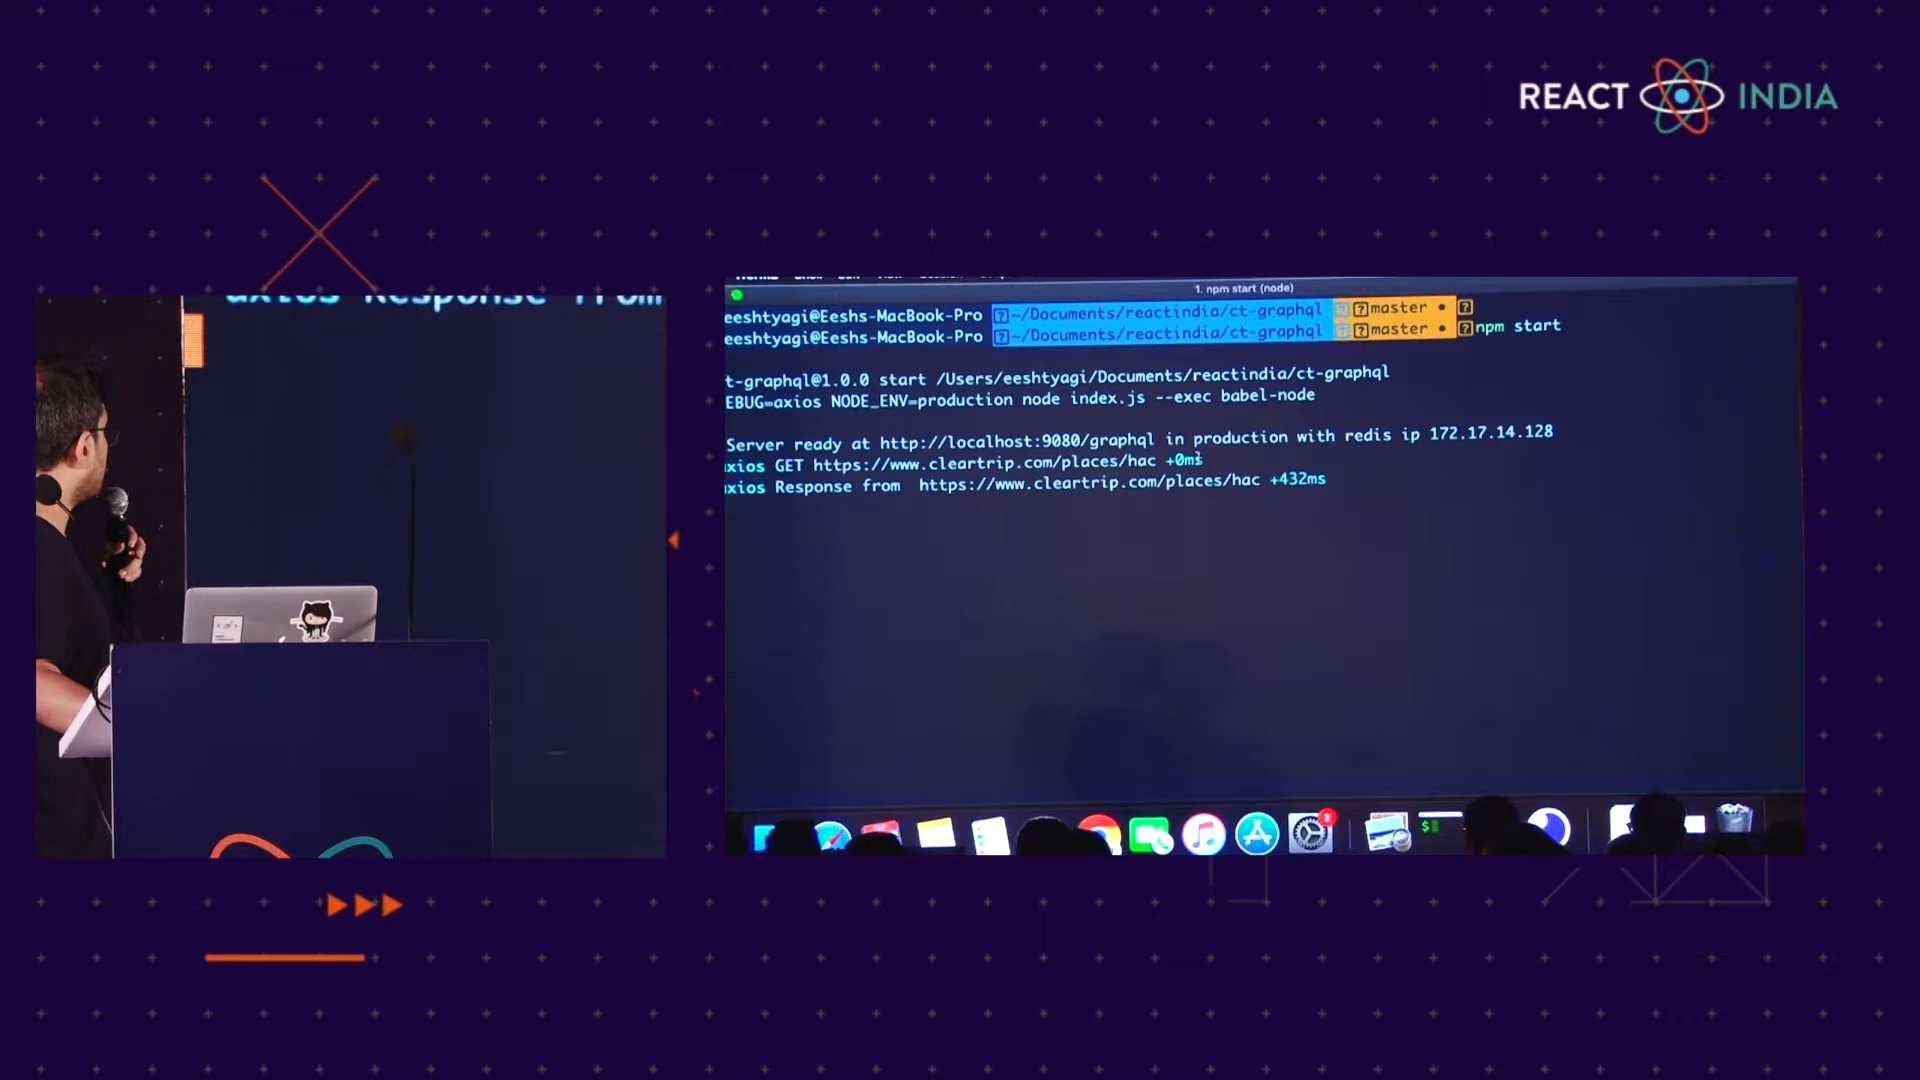 REACT INDIA
axios Response from
1. npm start (node)
eeshtyagi@Eeshs-MacBook-Pro ~/Documents/reactindia/ct-graphql master
eeshtyagi@Eeshs-MacBook-Pro ~/Documents/reactindia/ct-graphql master npm start
t-graphql@1.0.0 start /Users/eeshtyagi/Documents/reactindia/ct-graphql
EBUG=axios NODE_ENV=production node index.js --exec babel-node
Server ready at http://localhost:9080/graphql in production with redis ip 172.17.14.128
xios GET https://www.cleartrip.com/places/hac +0ms
xios Response from https://www.cleartrip.com/places/hac +432ms
2
$